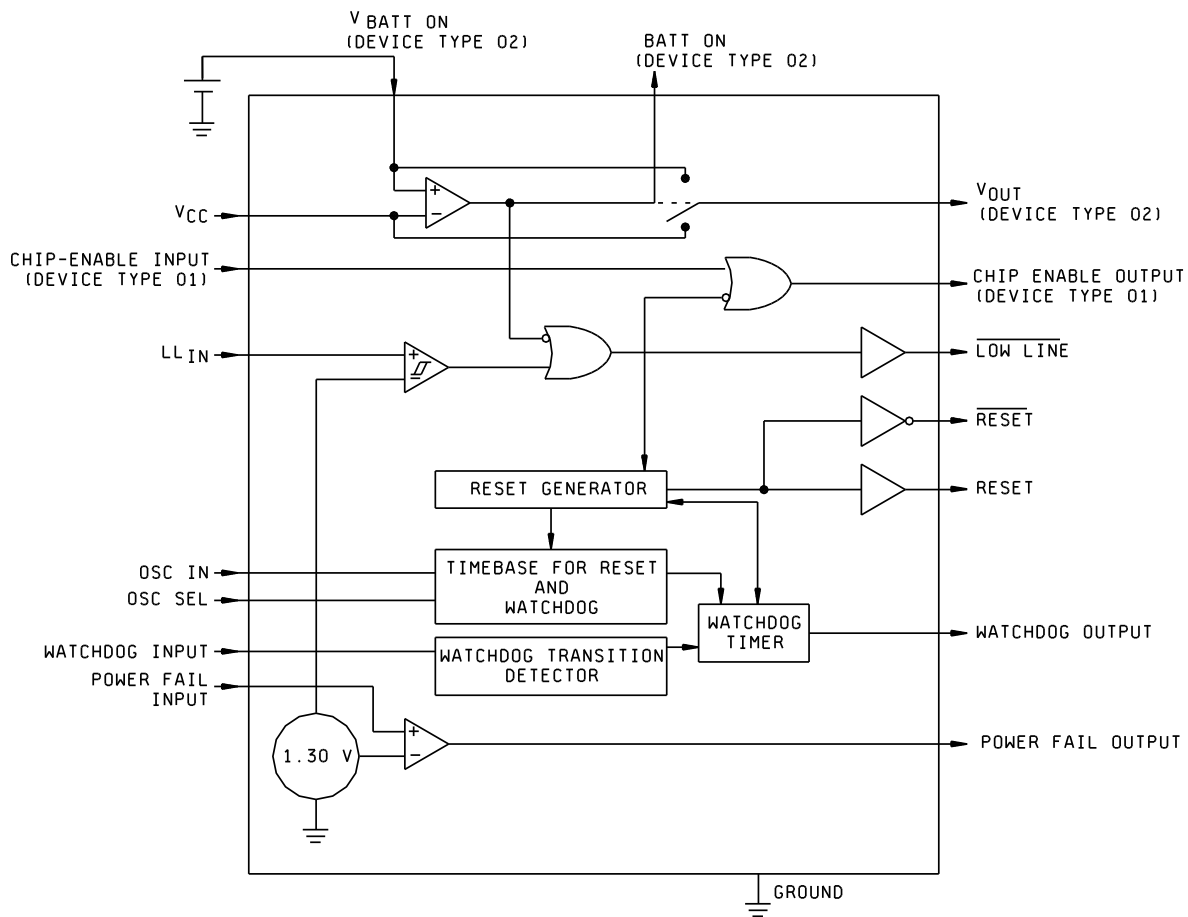 V BATT ON
(DEVICE TYPE 02)
BATT ON
(DEVICE TYPE 02)
+
−
VCC
VOUT
(DEVICE TYPE 02)
CHIP-ENABLE INPUT
(DEVICE TYPE 01)
CHIP ENABLE OUTPUT
(DEVICE TYPE 01)
LLIN
+
−
LOW LINE
RESET
RESET GENERATOR
RESET
OSC IN
OSC SEL
TIMEBASE FOR RESET
AND
WATCHDOG
WATCHDOG
TIMER
WATCHDOG OUTPUT
WATCHDOG INPUT
WATCHDOG TRANSITION
DETECTOR
POWER FAIL
INPUT
+
−
1.30 V
POWER FAIL OUTPUT
GROUND